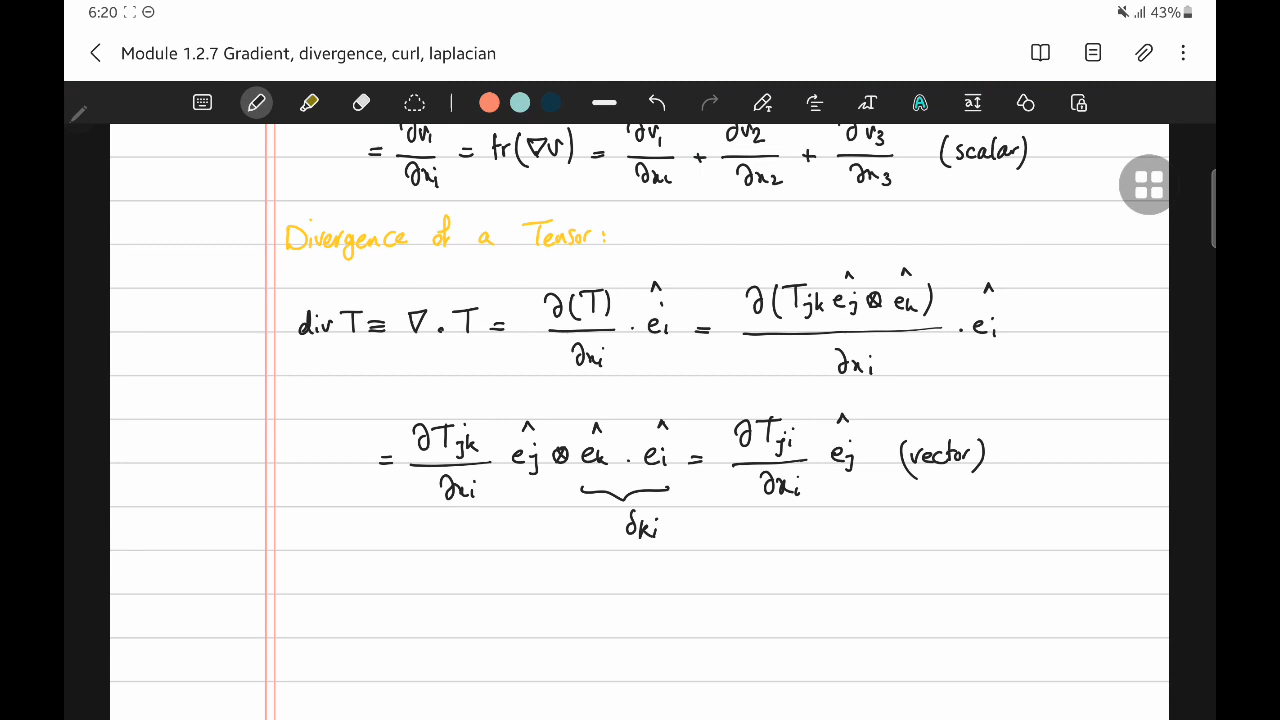 6:20 43%
Module 1.2.7 Gradient, divergence, curl, laplacian
= ∂v₁/∂xᵢ = tr(∇v) = ∂v₁/∂x₁ + ∂v₂/∂x₂ + ∂v₃/∂x₃ (scalar)
Divergence of a Tensor:
div T ≡ ∇ . T = ∂(T)/∂xᵢ · êᵢ = ∂(Tⱼₖ êⱼ ⊗ êₖ)/∂xᵢ · êᵢ
= ∂Tⱼₖ/∂xᵢ êⱼ ⊗ êₖ · êᵢ = ∂Tⱼᵢ/∂xᵢ êⱼ (vector)
δₖᵢ